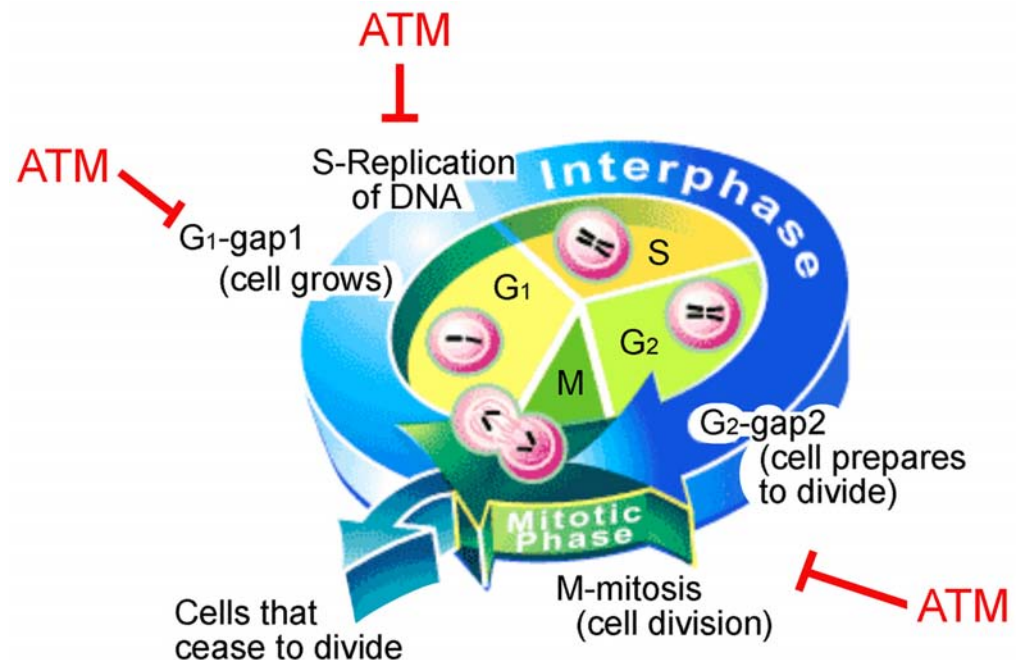 ATM
ATM
S-Replication
of DNA
G1-gap1
(cell grows)
Interphase
S
G1
G2
M
G2-gap2
(cell prepares
to divide)
Mitotic
Phase
M-mitosis
(cell division)
ATM
Cells that
cease to divide